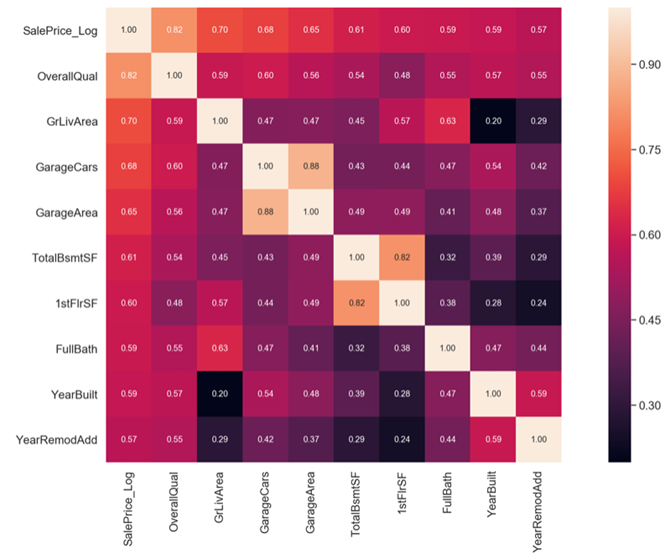 SalePrice_Log 1.00 0.82 0.70 0.68 0.65 0.61 0.60 0.59 0.59 0.57
OverallQual 0.82 1.00 0.59 0.60 0.56 0.54 0.48 0.55 0.57 0.55
GrLivArea 0.70 0.59 1.00 0.47 0.47 0.45 0.57 0.63 0.20 0.29
GarageCars 0.68 0.60 0.47 1.00 0.88 0.43 0.44 0.47 0.54 0.42
GarageArea 0.65 0.56 0.47 0.88 1.00 0.49 0.49 0.41 0.48 0.37
TotalBsmtSF 0.61 0.54 0.45 0.43 0.49 1.00 0.82 0.32 0.39 0.29
1stFlrSF 0.60 0.48 0.57 0.44 0.49 0.82 1.00 0.38 0.28 0.24
FullBath 0.59 0.55 0.63 0.47 0.41 0.32 0.38 1.00 0.47 0.44
YearBuilt 0.59 0.57 0.20 0.54 0.48 0.39 0.28 0.47 1.00 0.59
YearRemodAdd 0.57 0.55 0.29 0.42 0.37 0.29 0.24 0.44 0.59 1.00
SalePrice_Log
OverallQual
GrLivArea
GarageCars
GarageArea
TotalBsmtSF
1stFlrSF
FullBath
YearBuilt
YearRemodAdd
0.90
0.75
0.60
0.45
0.30